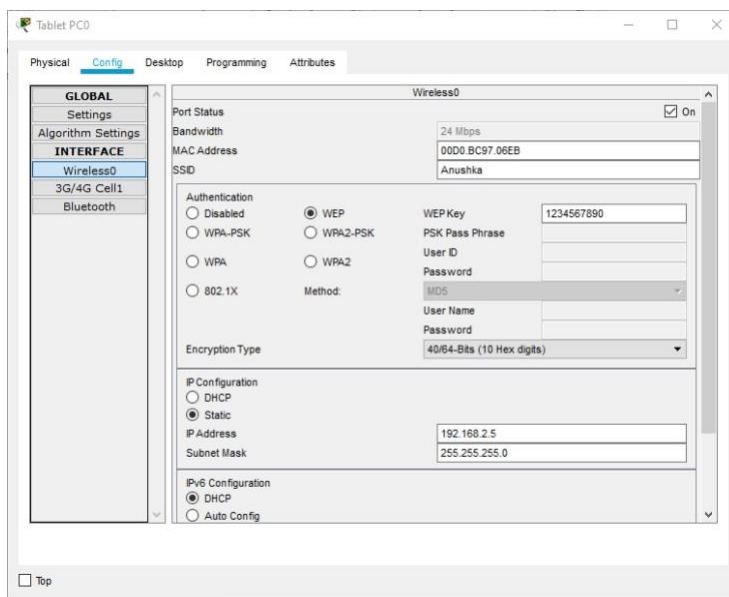 Tablet PC0
Physical Config Desktop Programming Attributes
GLOBAL
Settings
Algorithm Settings
INTERFACE
Wireless0
3G/4G Cell1
Bluetooth
Wireless0
Port Status On
Bandwidth 24 Mbps
MAC Address 00D0.BC97.06EB
SSID Anushka
Authentication
Disabled WEP WEP Key 1234567890
WPA-PSK WPA2-PSK PSK Pass Phrase
User ID
WPA WPA2
Password
802.1X Method: MD5
User Name
Password
Encryption Type 40/64-Bits (10 Hex digits)
IP Configuration
DHCP
Static
IP Address 192.168.2.5
Subnet Mask 255.255.255.0
IPv6 Configuration
DHCP
Auto Config
Top